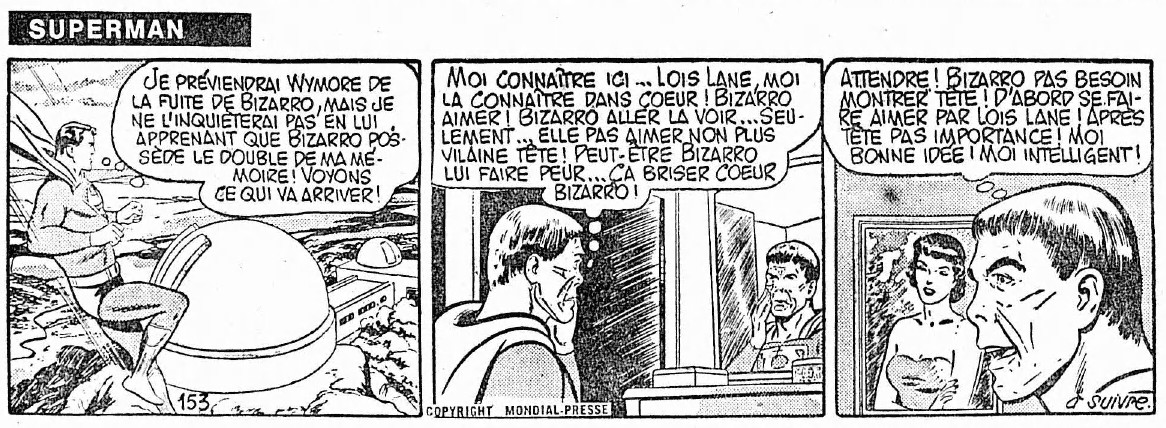 SUPERMAN
JE PRÉVIENDRAI WYMORE DE
LA FUITE DE BIZARRO, MAIS JE
NE L'INQUIÉTERAI PAS EN LUI
APPRENANT QUE BIZARRO POS-
SÈDE LE DOUBLE DE MA MÉ-
MOIRE! VOYONS
CE QUI VA ARRIVER!
153
MOI CONNAÎTRE ICI... LOIS LANE, MOI
LA CONNAÎTRE DANS COEUR! BIZARRO
AIMER! BIZARRO ALLER LA VOIR... SEU-
LEMENT... ELLE PAS AIMER NON PLUS
VILAINE TÊTE! PEUT-ÊTRE BIZARRO
LUI FAIRE PEUR... ÇA BRISER COEUR
BIZARRO!
COPYRIGHT MONDIAL-PRESSE
ATTENDRE! BIZARRO PAS BESOIN
MONTRER TÊTE! D'ABORD SE FAI-
RE AIMER PAR LOIS LANE! APRÈS
TÊTE PAS IMPORTANCE! MOI
BONNE IDÉE! MOI INTELLIGENT!
à SUIVRE.